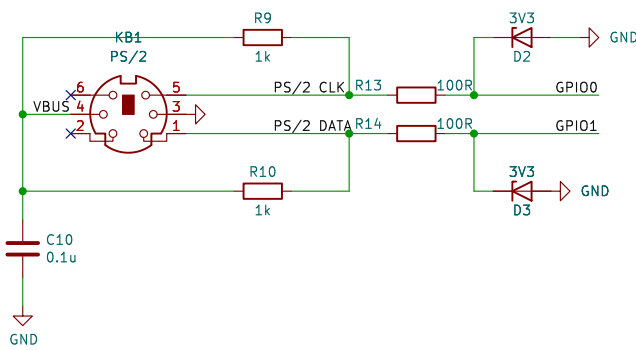 R9
1k
KB1
PS/2
6
5
4
3
2
1
VBUS
PS/2 CLK
PS/2 DATA
R13
100R
R14
100R
3V3
D2
GND
GPIO0
GPIO1
3V3
D3
GND
R10
1k
C10
0.1u
GND